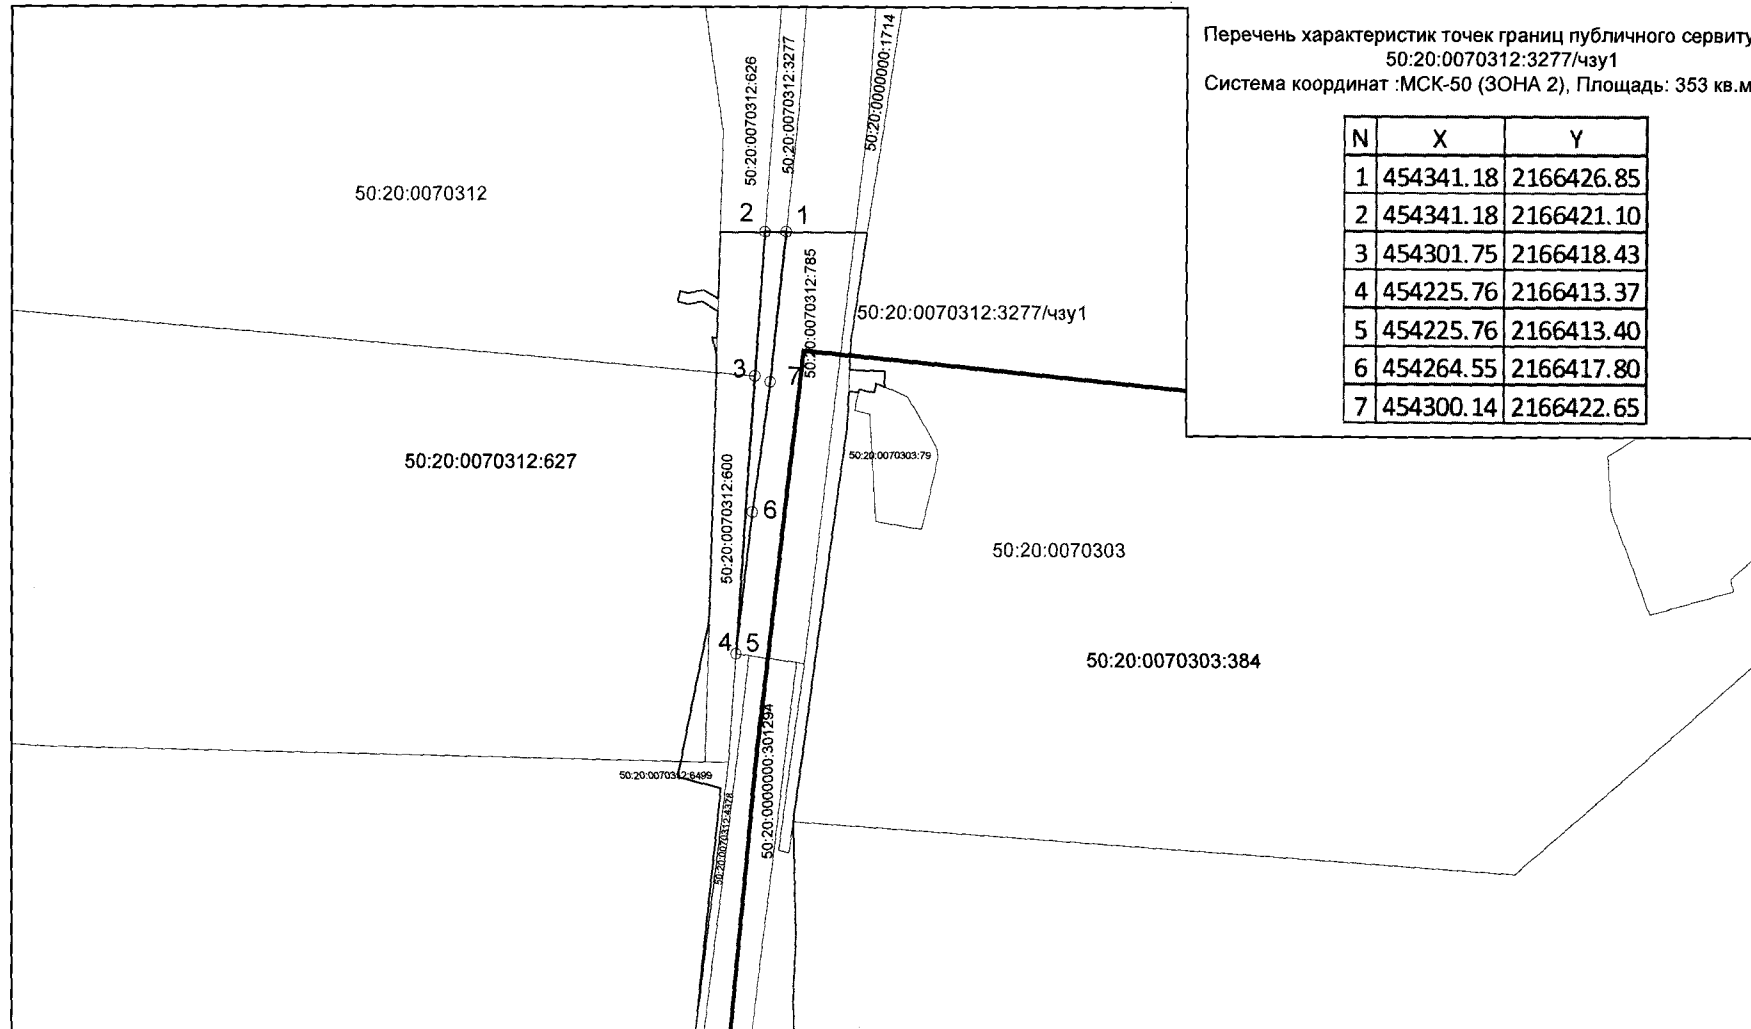 Перечень характеристик точек границ публичного сервиту
50:20:0070312:3277/чзу1
Система координат :МСК-50 (ЗОНА 2), Площадь: 353 кв.м
N X Y
1 454341.18 2166426.85
2 454341.18 2166421.10
3 454301.75 2166418.43
4 454225.76 2166413.37
5 454225.76 2166413.40
6 454264.55 2166417.80
7 454300.14 2166422.65
50:20:0070312:626
50:20:0070312:3277
50:20:0000000:1714
50:20:0070312
2
1
50:20:0070312:785
50:20:0070312:3277/чзу1
3
7
50:20:0070312:627
50:20:0070303:79
50:20:0070312:600
6
50:20:0070303
4
5
50:20:0070303:384
50:20:0000000:301294
50:20:0070312:6499
50:20:0070312:4378